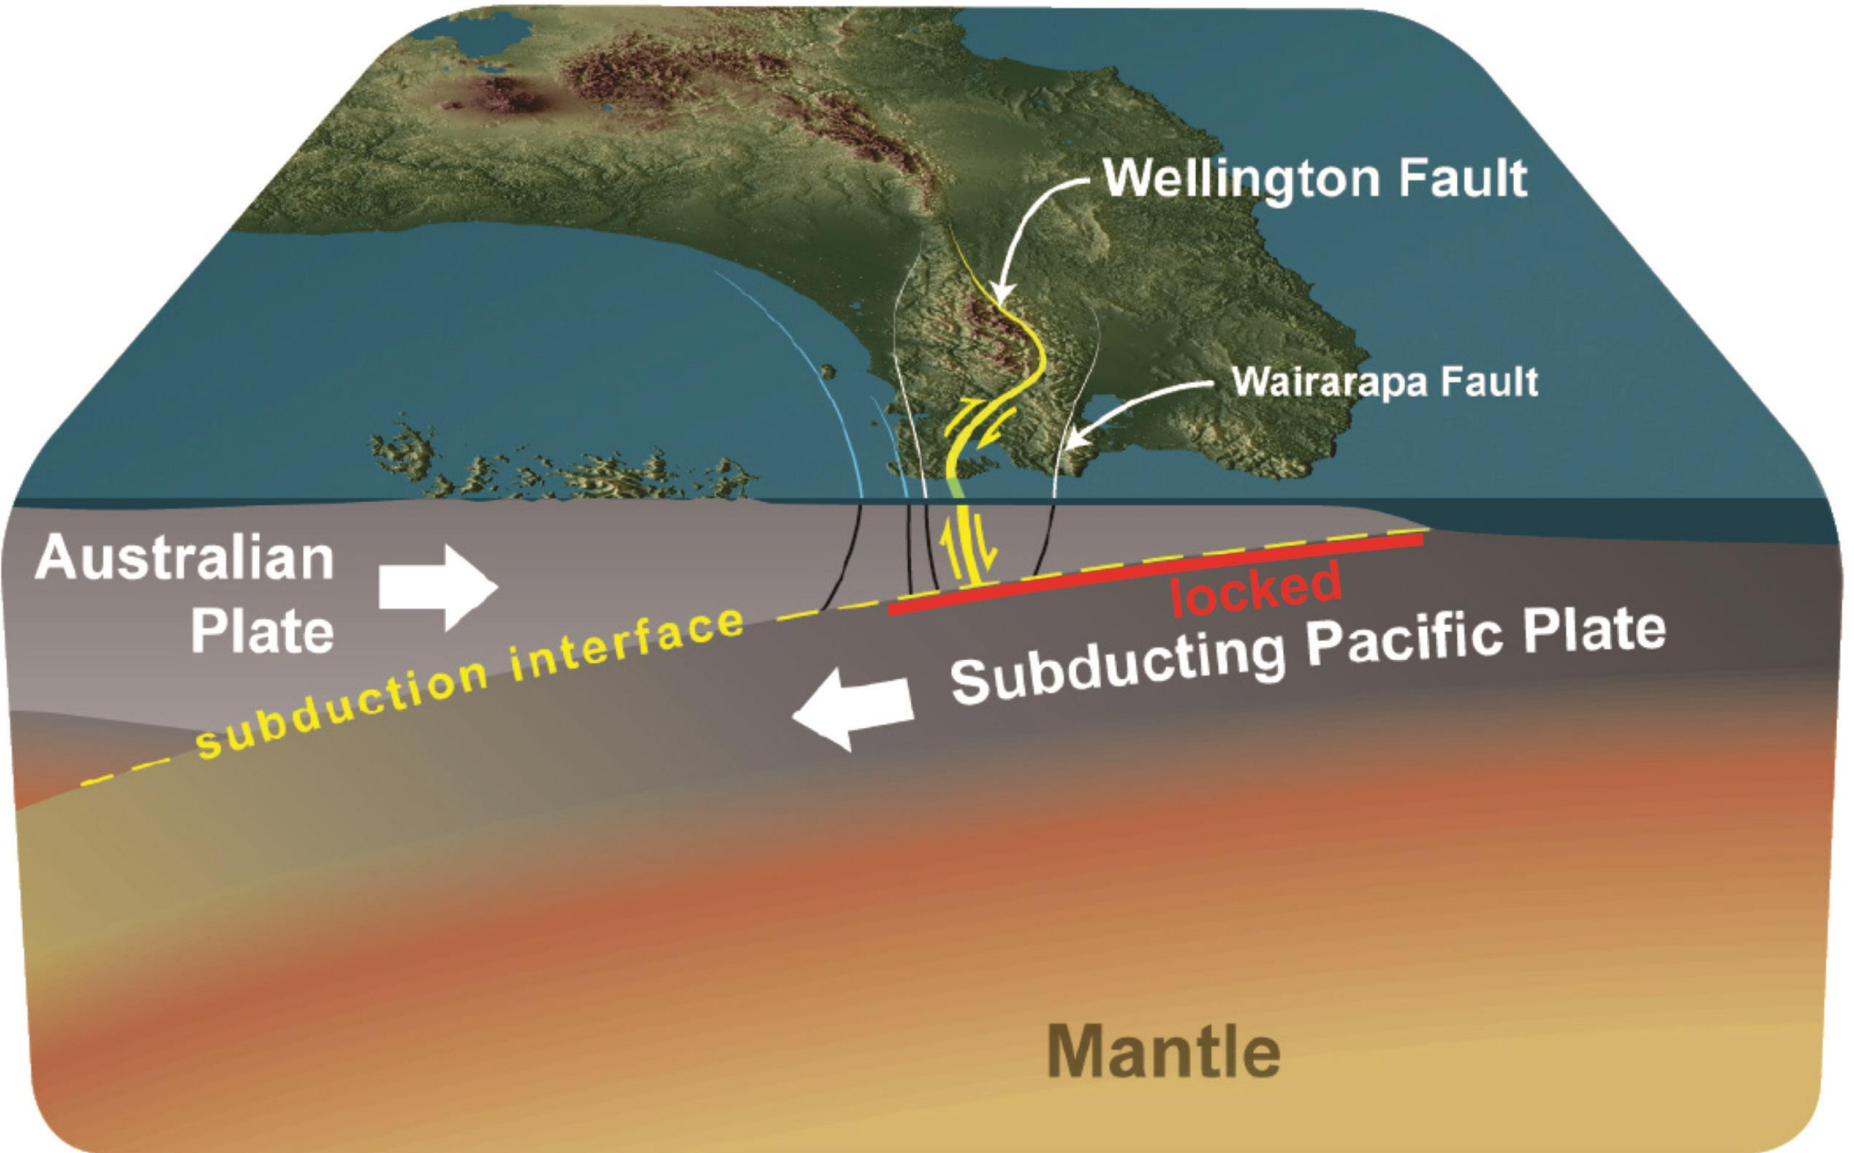 Wellington Fault
Wairarapa Fault
Australian
Plate
locked
subduction interface
Subducting Pacific Plate
Mantle